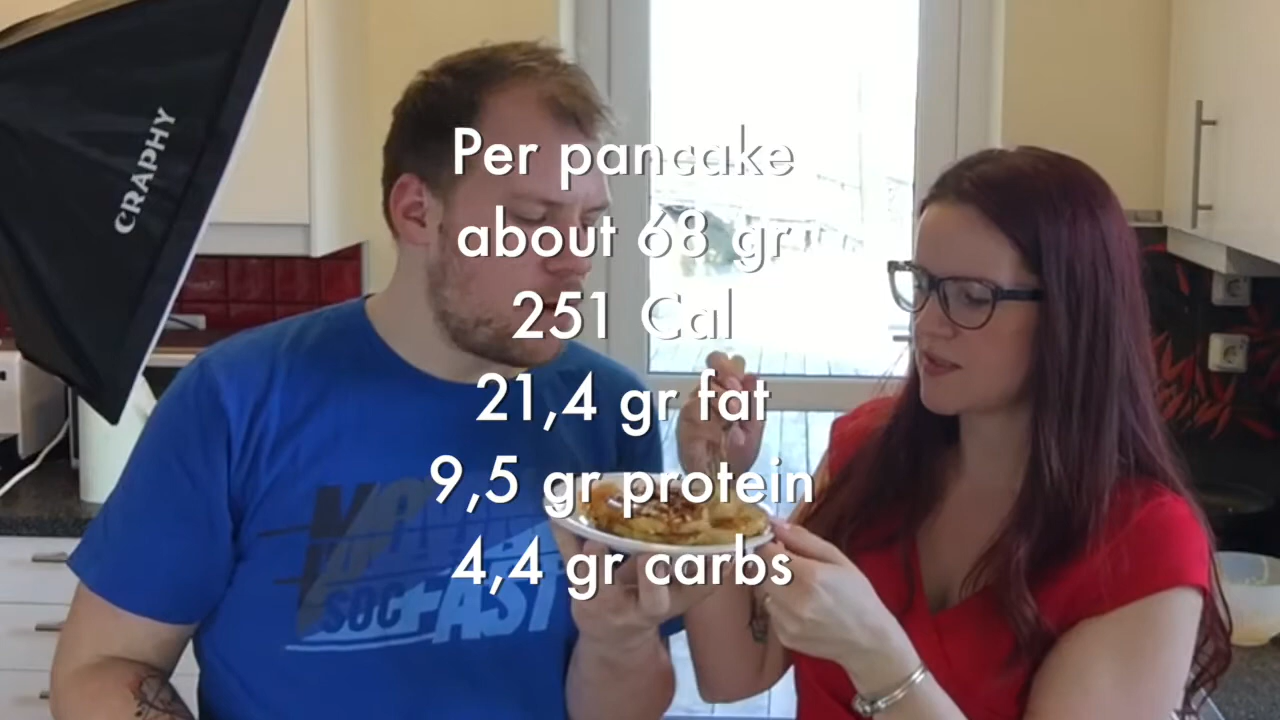 CRAPHY
Per pancake
about 68 gr
251 Cal
21,4 gr fat
9,5 gr protein
4,4 gr carbs